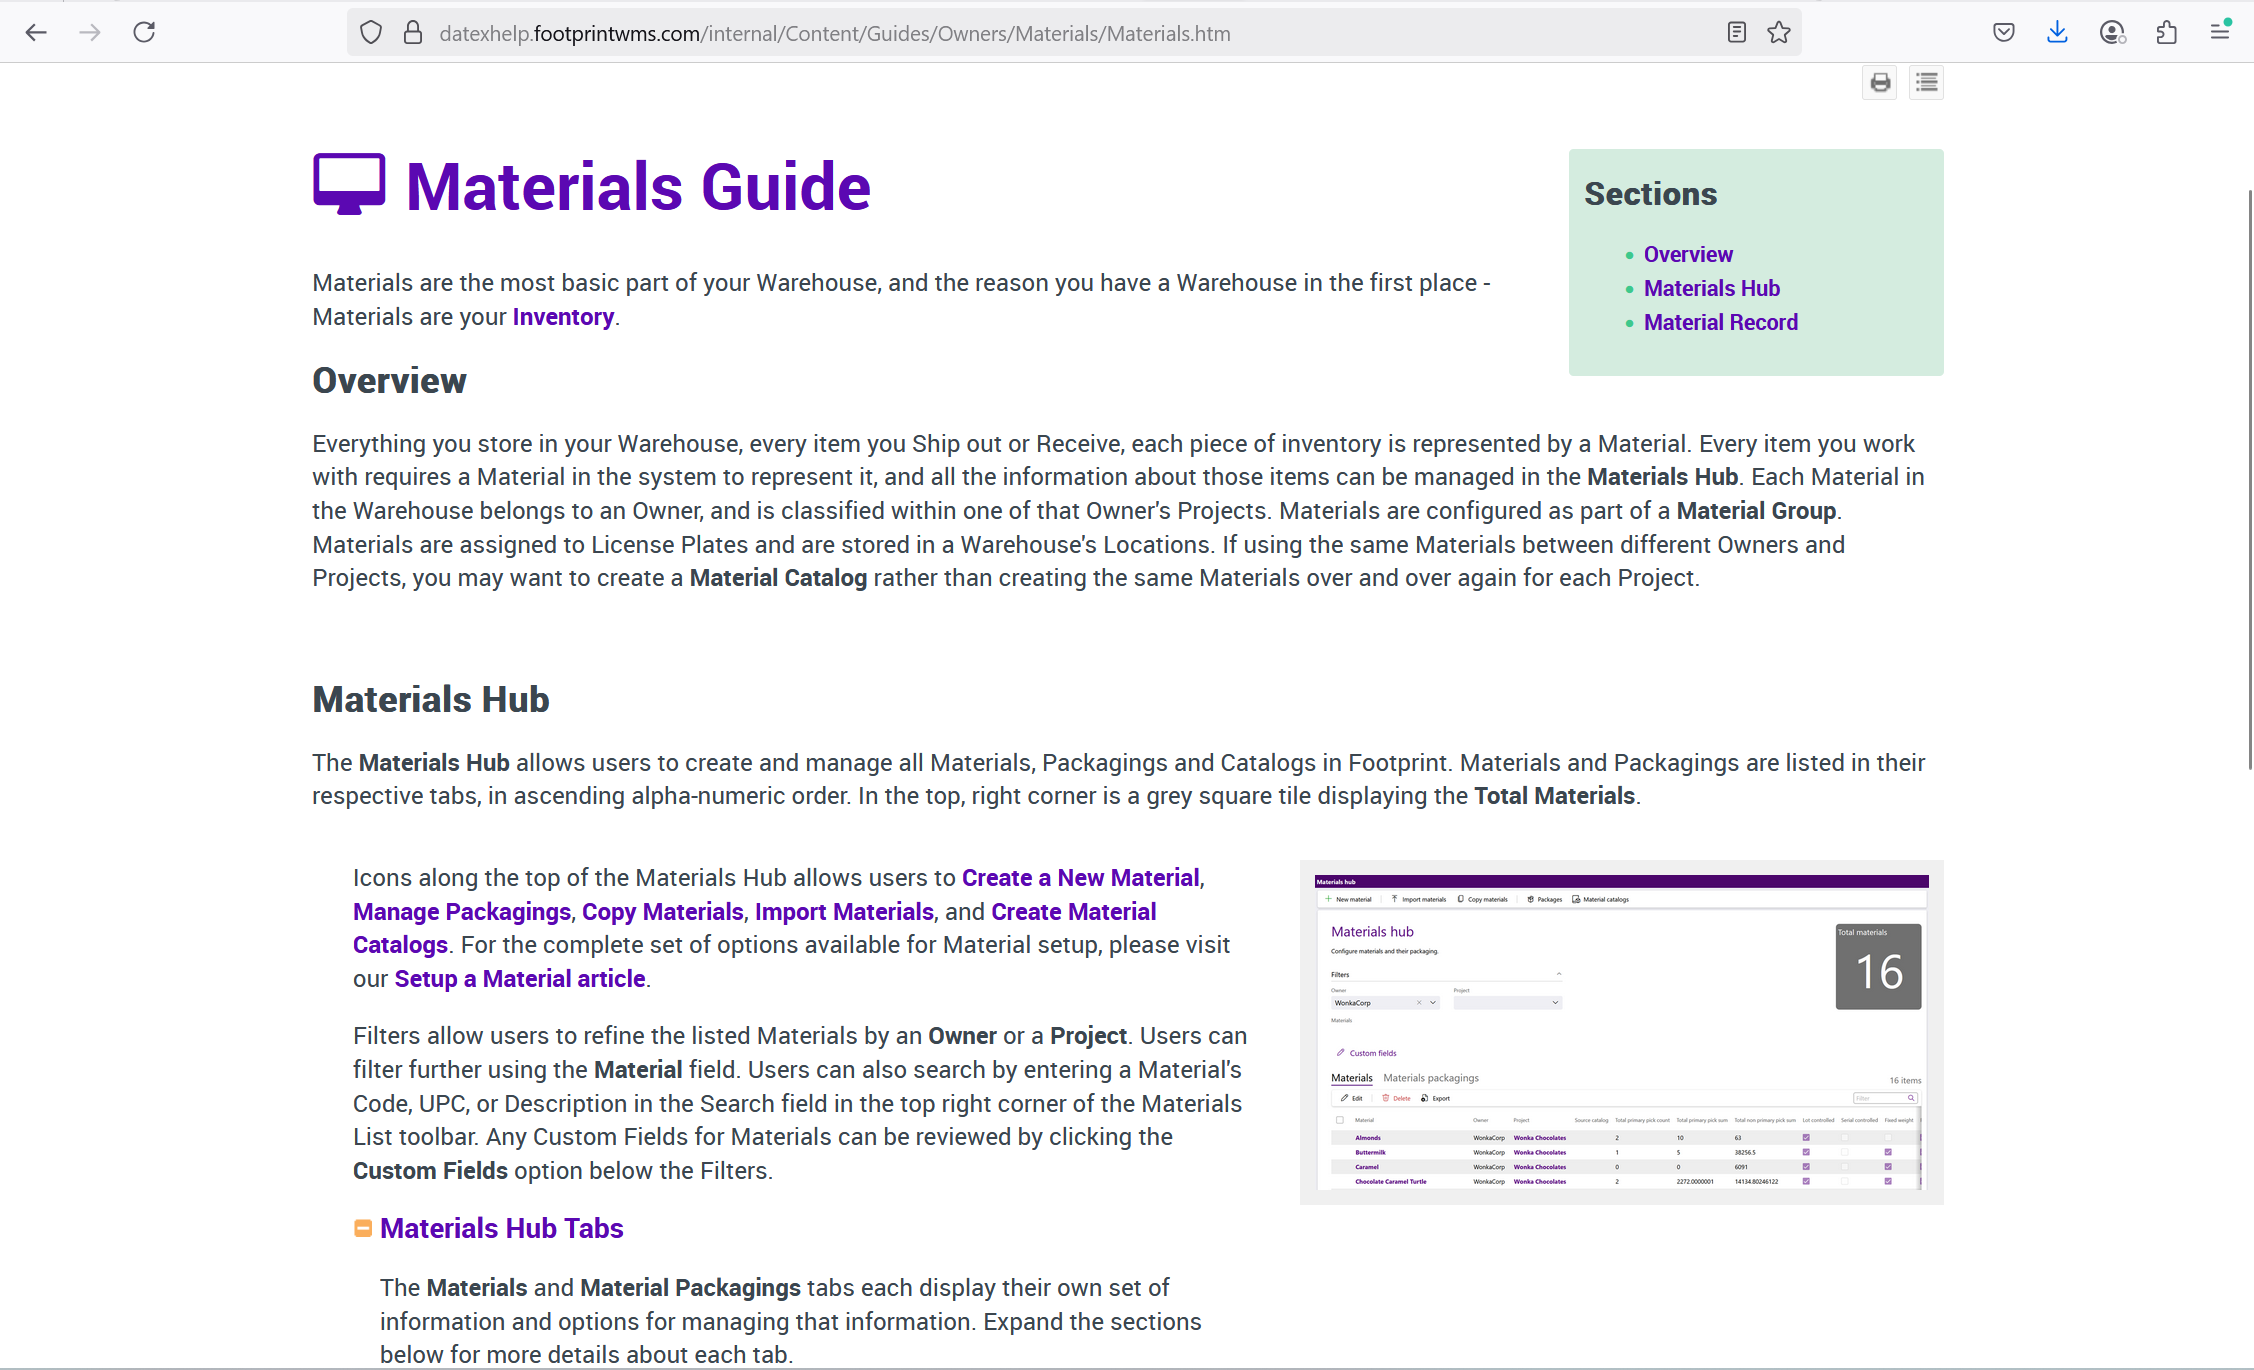 datexhelp.footprintwms.com/internal/Content/Guides/Owners/Materials/Materials.htm
Materials Guide
Sections
Overview
Materials Hub
Material Record
Materials are the most basic part of your Warehouse, and the reason you have a Warehouse in the first place -
Materials are your Inventory.
Overview
Everything you store in your Warehouse, every item you Ship out or Receive, each piece of inventory is represented by a Material. Every item you work
with requires a Material in the system to represent it, and all the information about those items can be managed in the Materials Hub. Each Material in
the Warehouse belongs to an Owner, and is classified within one of that Owner's Projects. Materials are configured as part of a Material Group.
Materials are assigned to License Plates and are stored in a Warehouse's Locations. If using the same Materials between different Owners and
Projects, you may want to create a Material Catalog rather than creating the same Materials over and over again for each Project.
Materials Hub
The Materials Hub allows users to create and manage all Materials, Packagings and Catalogs in Footprint. Materials and Packagings are listed in their
respective tabs, in ascending alpha-numeric order. In the top, right corner is a grey square tile displaying the Total Materials.
Icons along the top of the Materials Hub allows users to Create a New Material,
Manage Packagings, Copy Materials, Import Materials, and Create Material
Catalogs. For the complete set of options available for Material setup, please visit
our Setup a Material article.
Filters allow users to refine the listed Materials by an Owner or a Project. Users can
filter further using the Material field. Users can also search by entering a Material's
Code, UPC, or Description in the Search field in the top right corner of the Materials
List toolbar. Any Custom Fields for Materials can be reviewed by clicking the
Custom Fields option below the Filters.
Materials Hub Tabs
The Materials and Material Packagings tabs each display their own set of
information and options for managing that information. Expand the sections
below for more details about each tab.
Materials hub
New material Import materials Copy materials Packages Material catalogs
Materials hub
Configure materials and their packaging.
Total materials
16
Filters
Owner Project
WonkaCorp
Materials
Custom fields
Materials Materials packagings 16 items
Edit Delete Export Filter
Material Owner Project Source catalog Total primary pick count Total primary pick sum Total non primary pick sum Lot controlled Serial controlled Fixed weight
Almonds WonkaCorp Wonka Chocolates 2 10 63
Buttermilk WonkaCorp Wonka Chocolates 1 5 38256.5
Caramel WonkaCorp Wonka Chocolates 0 0 6091
Chocolate Caramel Turtle WonkaCorp Wonka Chocolates 2 2272.0000001 14134.80246122